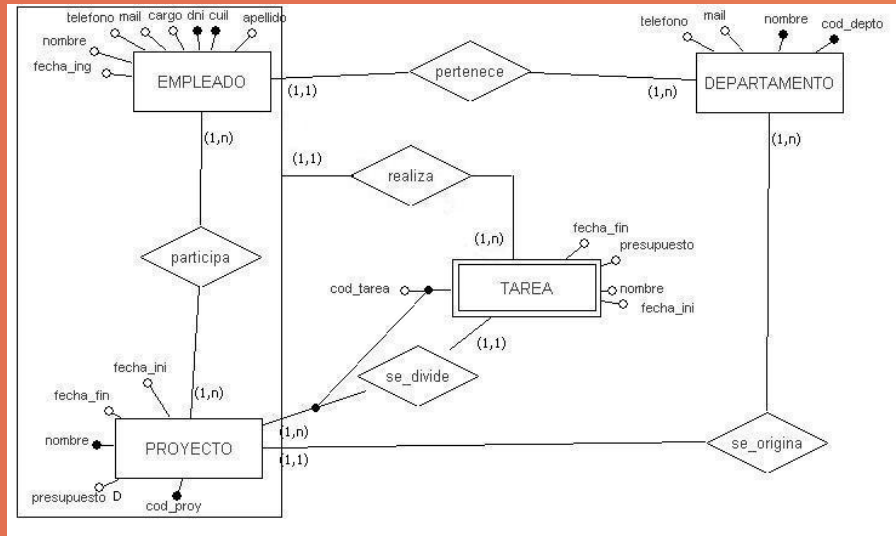 telefono mail cargo dni cuil apellido
nombre
fecha_ing
EMPLEADO
(1,1)
pertenece
(1,n)
telefono mail nombre cod_depto
DEPARTAMENTO
(1,n)
(1,1)
realiza
(1,n)
(1,n)
participa
fecha_fin
presupuesto
cod_tarea
TAREA
nombre
fecha_ini
(1,1)
se_divide
fecha_ini
fecha_fin
(1,n)
nombre
PROYECTO
(1,n)
(1,1)
se_origina
presupuesto D
cod_proy